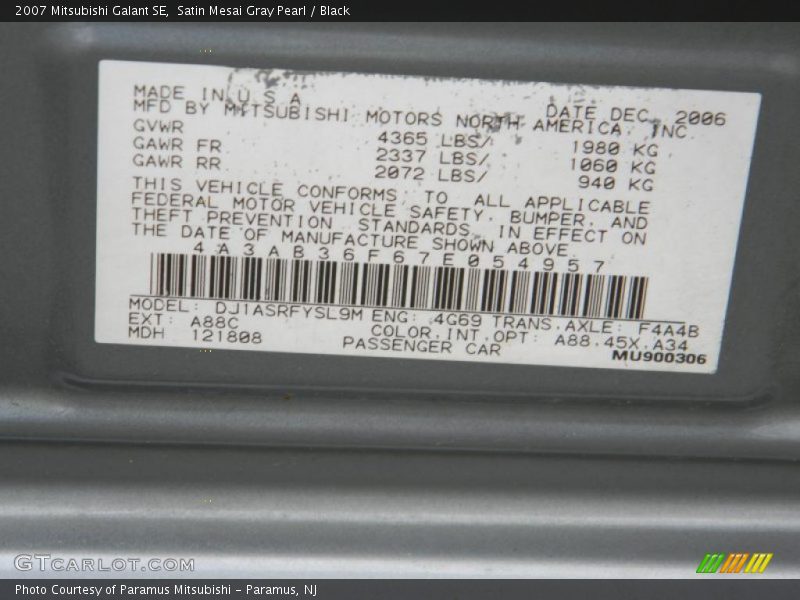 2007 Mitsubishi Galant SE, Satin Mesai Gray Pearl / Black
MADE IN U S A DATE DEC, 2006
MFD BY MITSUBISHI MOTORS NORTH AMERICA, INC
GVWR 4365 LBS/ 1980 KG
GAWR FR 2337 LBS/ 1060 KG
GAWR RR 2072 LBS/ 940 KG
THIS VEHICLE CONFORMS TO ALL APPLICABLE
FEDERAL MOTOR VEHICLE SAFETY, BUMPER, AND
THEFT PREVENTION STANDARDS IN EFFECT ON
THE DATE OF MANUFACTURE SHOWN ABOVE.
4A3AB36F67E054957
MODEL: DJ1ASRFYSL9M ENG: 4G69 TRANS.AXLE: F4A4B
EXT: A88C COLOR.INT.OPT: A88.45X.A34
MDH 121808 PASSENGER CAR MU900306
GTCARLOT.COM
Photo Courtesy of Paramus Mitsubishi - Paramus, NJ